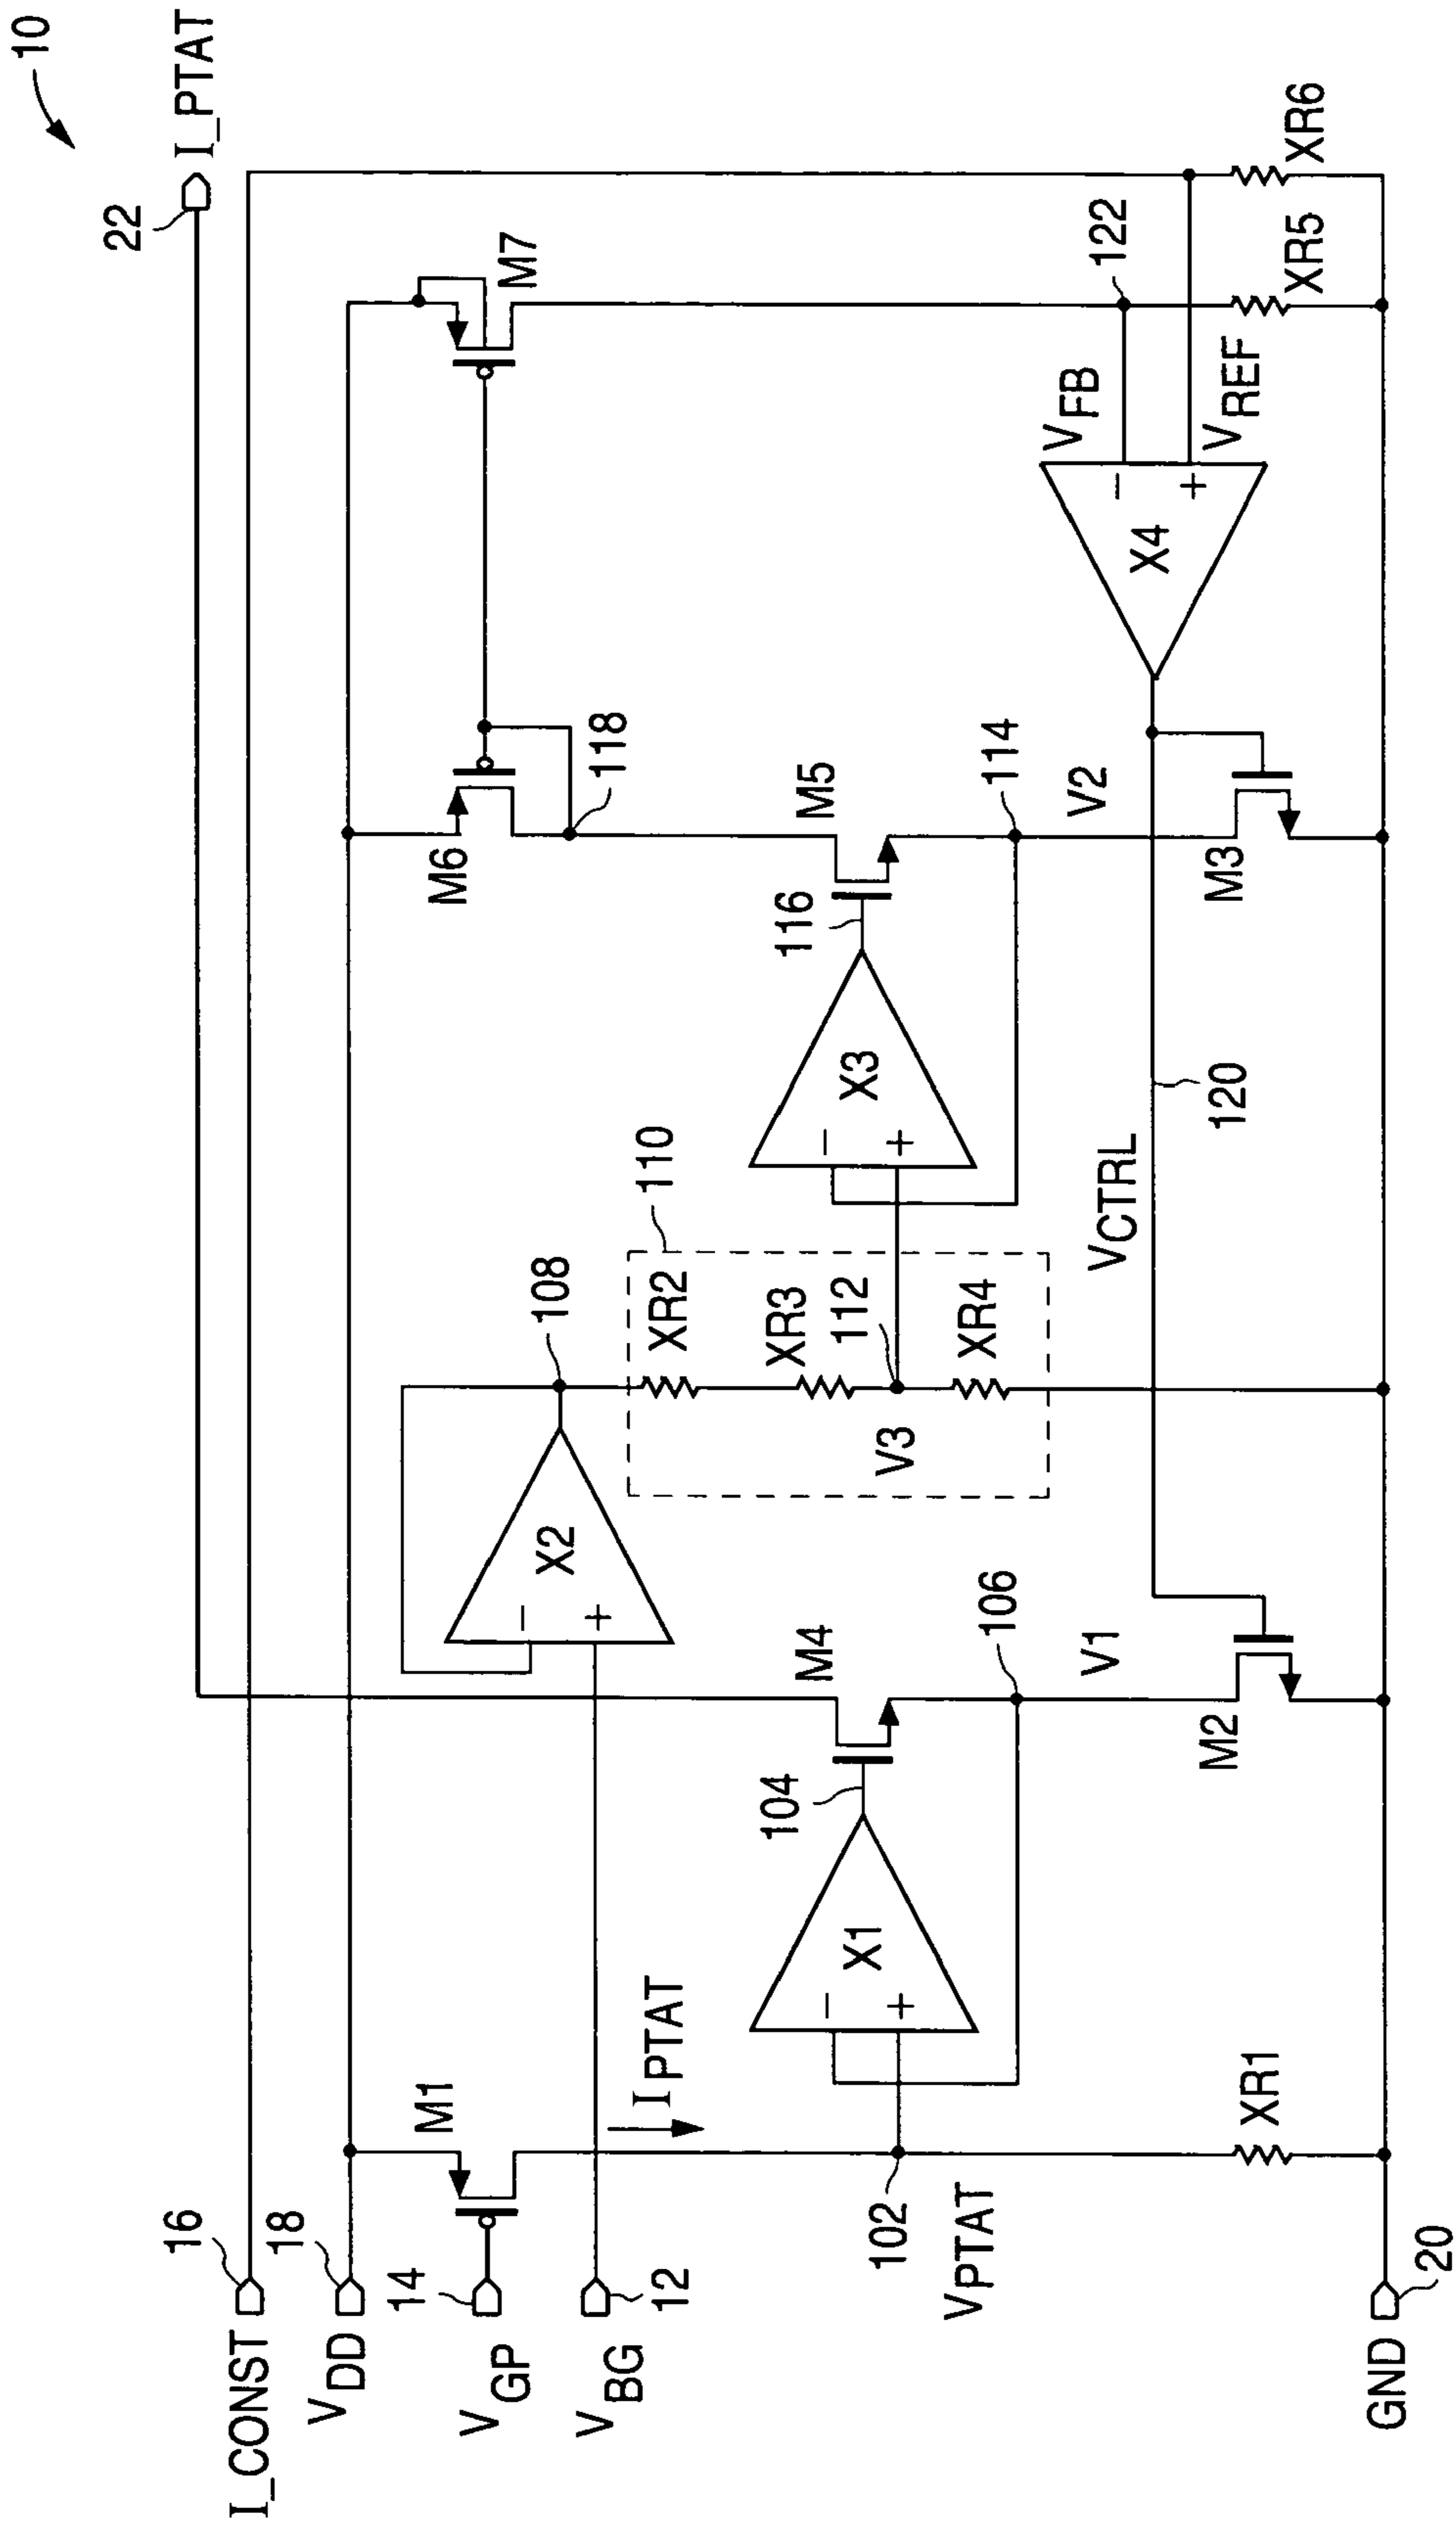 10
22
I_PTAT
16
I_CONST
18
VDD
14
VGP
12
VBG
M1
IPTAT
102
VPTAT
XR1
20
GND
X1
−
+
104
M4
106
V1
M2
X2
−
+
108
110
XR2
XR3
112
V3
XR4
VCTRL
120
X3
−
+
116
M5
114
V2
M3
M6
118
M7
X4
−
+
VFB
VREF
122
XR5
XR6